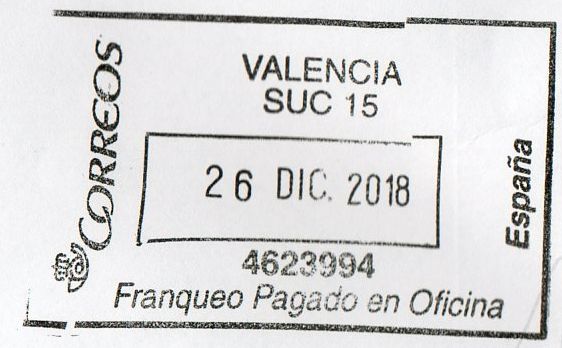 CORREOS
VALENCIA
SUC 15
26 DIC. 2018
4623994
Franqueo Pagado en Oficina
España